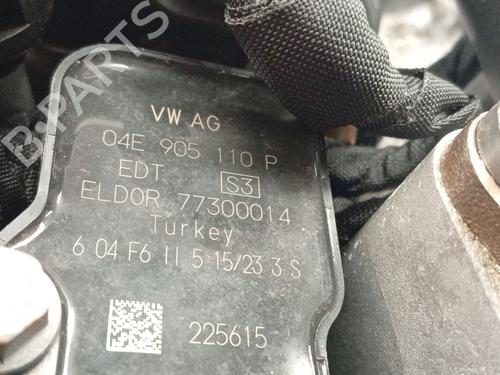 VW AG
04E 905 110 P
EDT S3
ELDOR 77300014
Turkey
6 04 F6 II 5 15/23 3 S
225615
B-PARTS